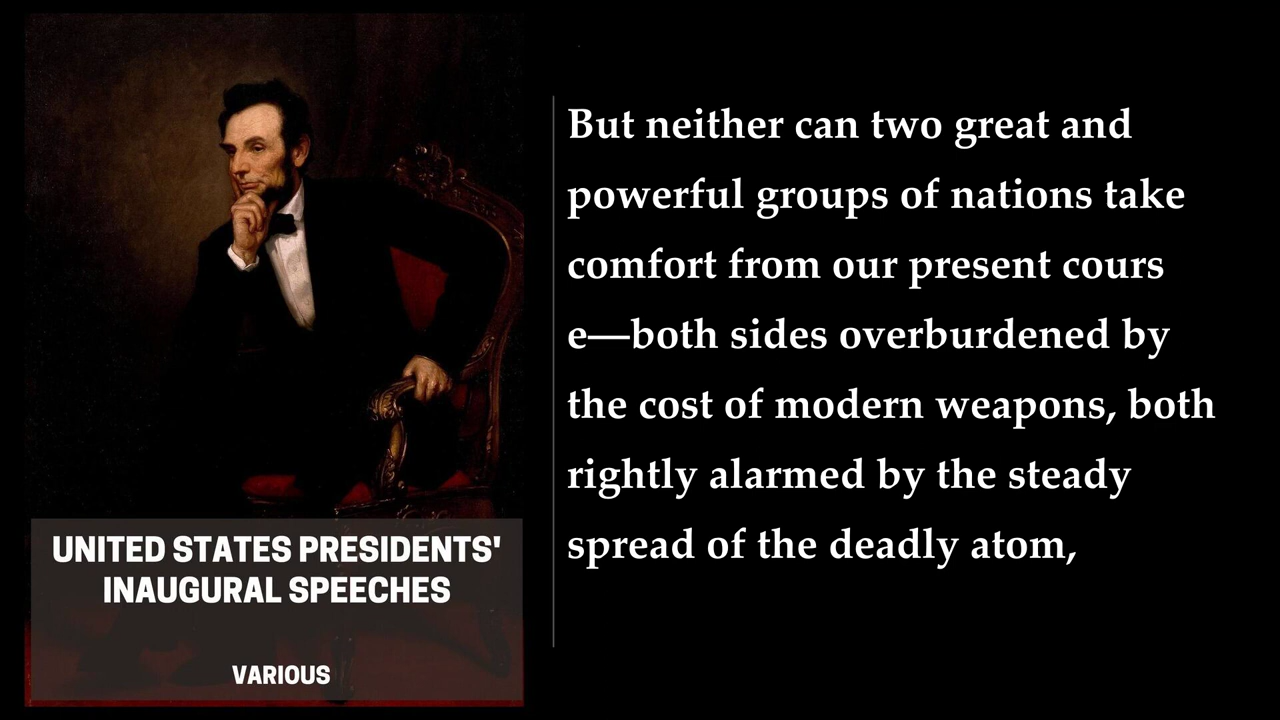 UNITED STATES PRESIDENTS'
INAUGURAL SPEECHES
VARIOUS
But neither can two great and
powerful groups of nations take
comfort from our present cours
e—both sides overburdened by
the cost of modern weapons, both
rightly alarmed by the steady
spread of the deadly atom,